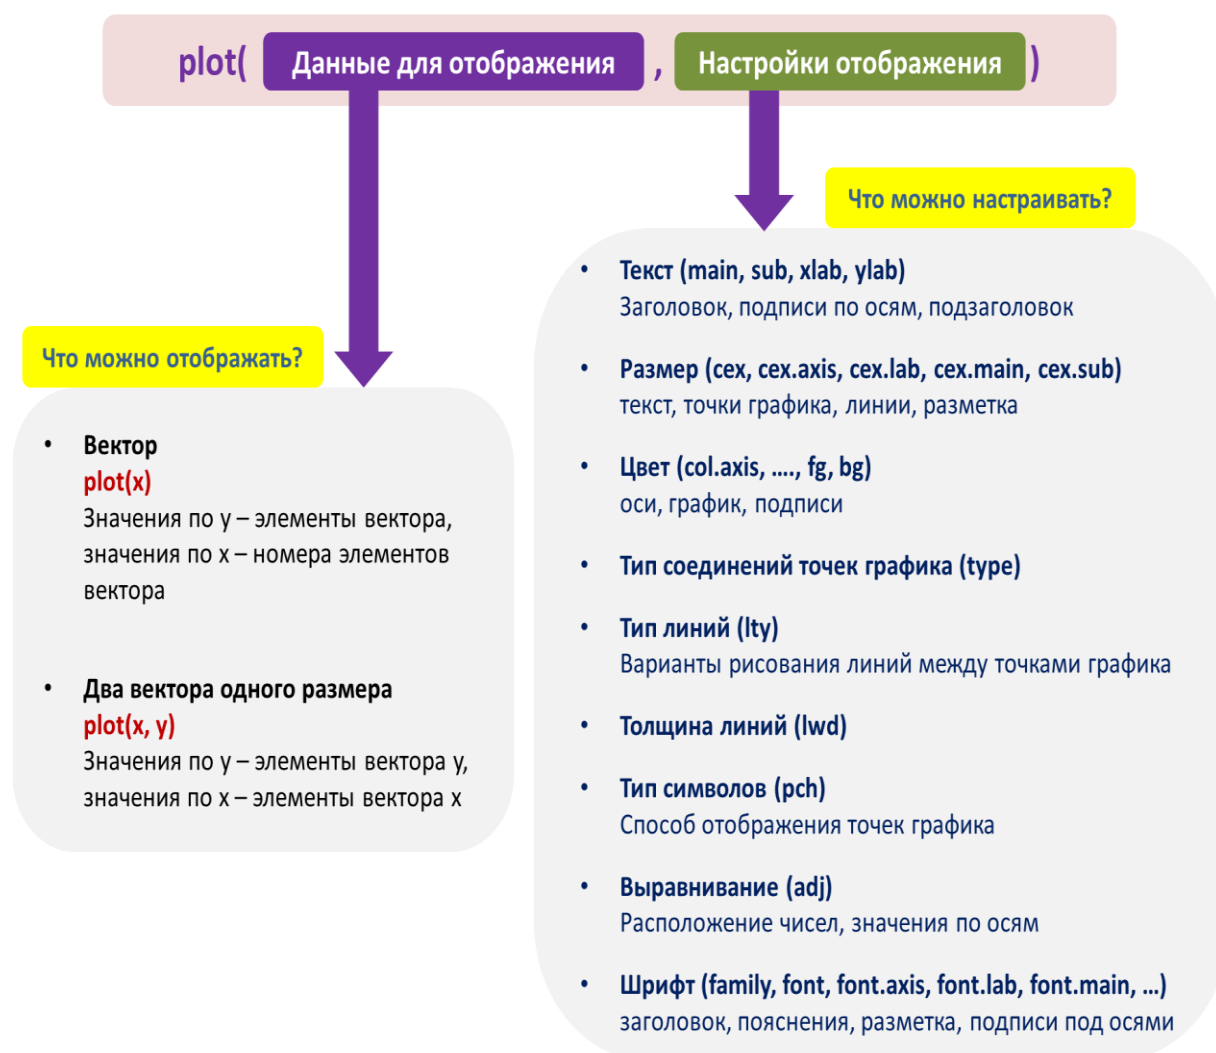 plot( Данные для отображения , Настройки отображения )
Что можно отображать?
• Вектор
plot(x)
Значения по y – элементы вектора,
значения по x – номера элементов
вектора
• Два вектора одного размера
plot(x, y)
Значения по y – элементы вектора y,
значения по x – элементы вектора x
Что можно настраивать?
• Текст (main, sub, xlab, ylab)
Заголовок, подписи по осям, подзаголовок
• Размер (cex, cex.axis, cex.lab, cex.main, cex.sub)
текст, точки графика, линии, разметка
• Цвет (col.axis, …., fg, bg)
оси, график, подписи
• Тип соединений точек графика (type)
• Тип линий (lty)
Варианты рисования линий между точками графика
• Толщина линий (lwd)
• Тип символов (pch)
Способ отображения точек графика
• Выравнивание (adj)
Расположение чисел, значения по осям
• Шрифт (family, font, font.axis, font.lab, font.main, …)
заголовок, пояснения, разметка, подписи под осями